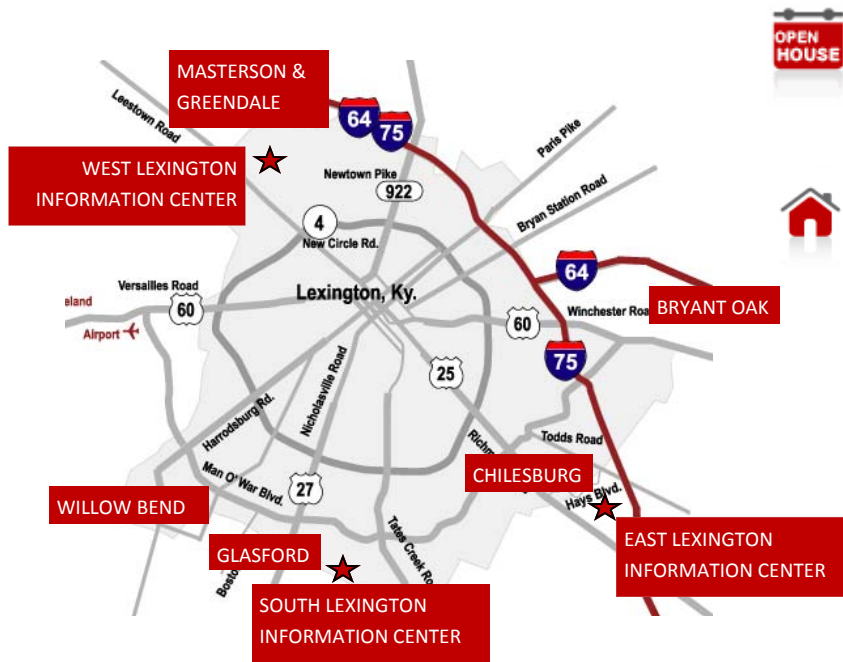 OPEN
HOUSE
MASTERSON &
GREENDALE
Leestown Road
64
75
WEST LEXINGTON
INFORMATION CENTER
Newtown Pike
922
Paris Pike
Bryan Station Road
4
New Circle Rd.
64
Versailles Road
Lexington, Ky.
eland
60
Airport
60
Winchester Roa
BRYANT OAK
75
25
Nicholasville Road
Harrodsburg Rd.
Richm
Todds Road
CHILESBURG
Hays Blvd.
Man O' War Blvd.
27
WILLOW BEND
GLASFORD
Bosto
Tates Creek Ro
EAST LEXINGTON
INFORMATION CENTER
SOUTH LEXINGTON
INFORMATION CENTER